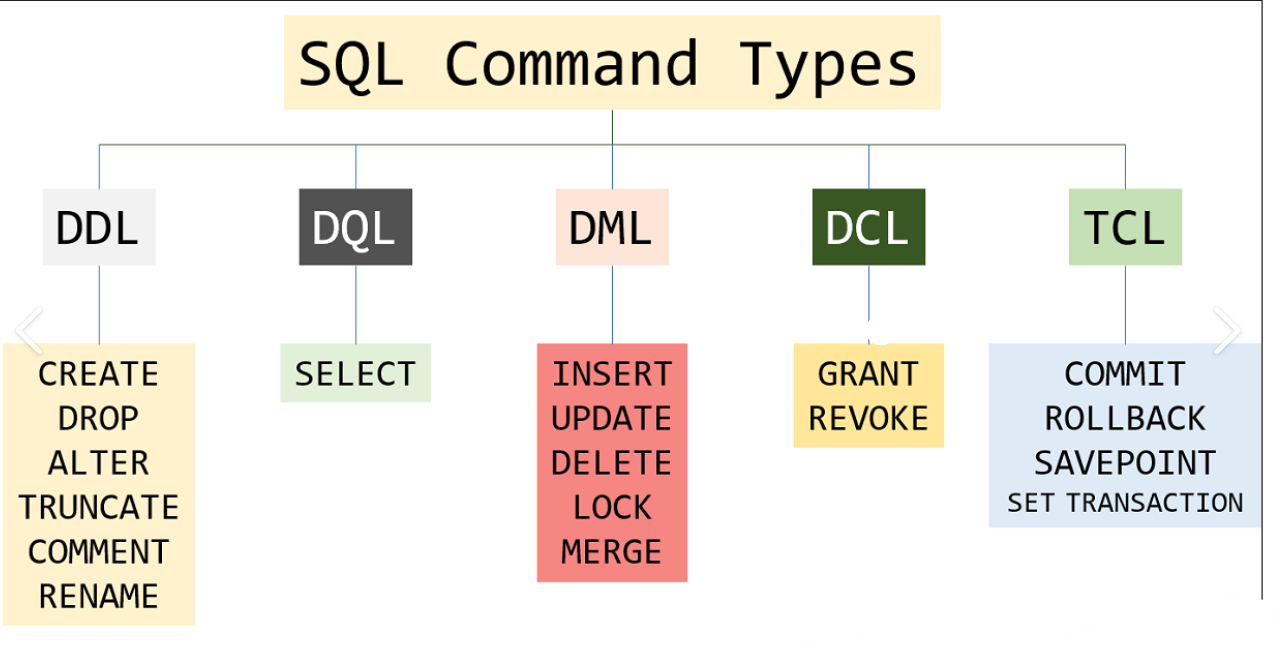 SQL Command Types
DDL
DQL
DML
DCL
TCL
CREATE
DROP
ALTER
TRUNCATE
COMMENT
RENAME
SELECT
INSERT
UPDATE
DELETE
LOCK
MERGE
GRANT
REVOKE
COMMIT
ROLLBACK
SAVEPOINT
SET TRANSACTION